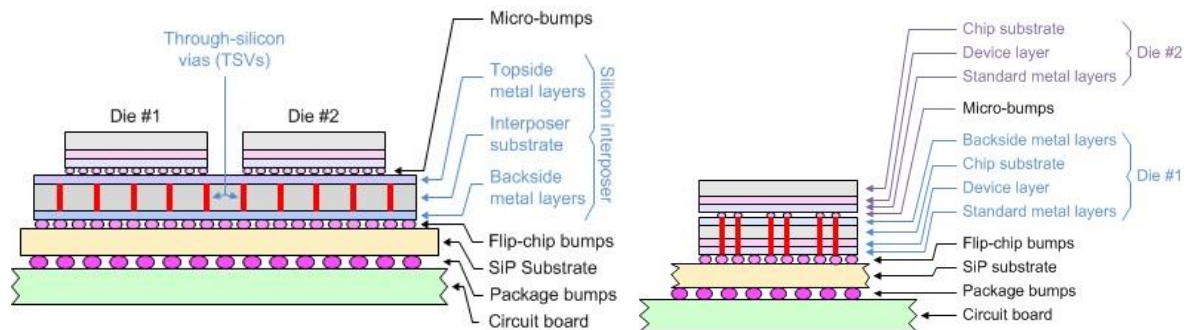 Micro-bumps
Through-silicon
vias (TSVs)
Topside
metal layers
Die #1
Die #2
Interposer
substrate
Backside
metal layers
Silicon interposer
Flip-chip bumps
SiP Substrate
Package bumps
Circuit board
Chip substrate
Device layer
Standard metal layers
Die #2
Micro-bumps
Backside metal layers
Chip substrate
Device layer
Standard metal layers
Die #1
Flip-chip bumps
SiP substrate
Package bumps
Circuit board